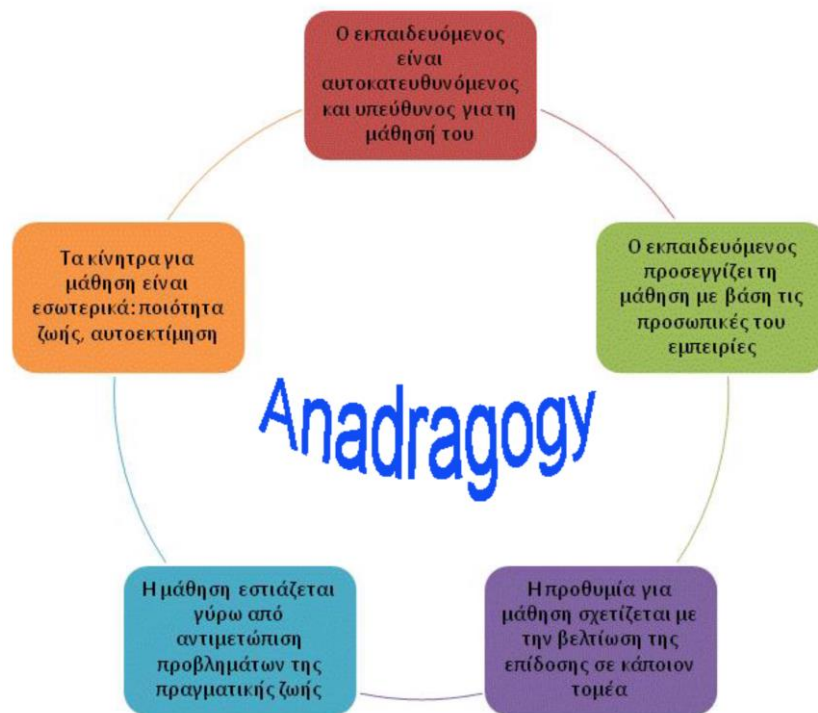 Ο εκπαιδευόμενος
είναι
αυτοκατευθυνόμενος
και υπεύθυνος για τη
μάθησή του
Ο εκπαιδευόμενος
προσεγγίζει τη
μάθηση με βάση τις
προσωπικές του
εμπειρίες
Η προθυμία για
μάθηση σχετίζεται με
την βελτίωση της
επίδοσης σε κάποιον
τομέα
Η μάθηση εστιάζεται
γύρω από
αντιμετώπιση
προβλημάτων της
πραγματικής ζωής
Τα κίνητρα για
μάθηση είναι
εσωτερικά: ποιότητα
ζωής, αυτοεκτίμηση
Anadragogy